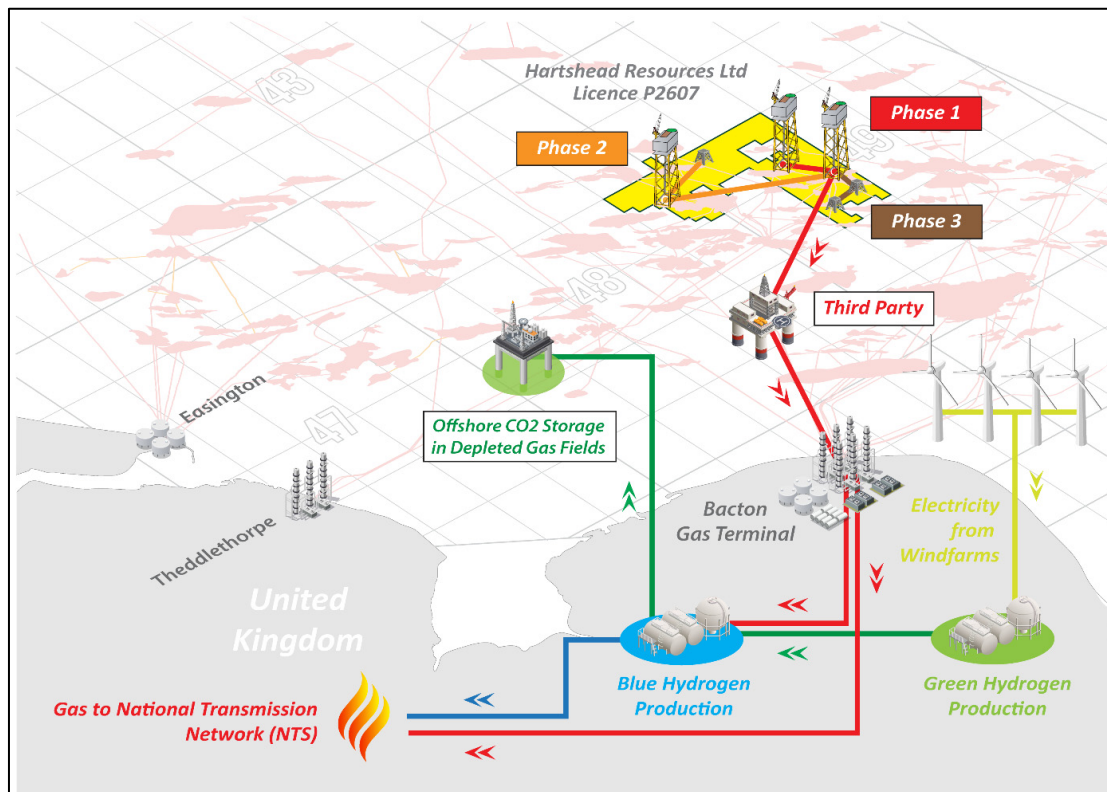 43
Hartshead Resources Ltd
Licence P2607
Phase 1
Phase 2
49
Phase 3
48
Third Party
Easington
47
Offshore CO2 Storage
in Depleted Gas Fields
Theddlethorpe
Bacton
Gas Terminal
Electricity
from
Windfarms
United
Kingdom
Blue Hydrogen
Production
Green Hydrogen
Production
Gas to National Transmission
Network (NTS)